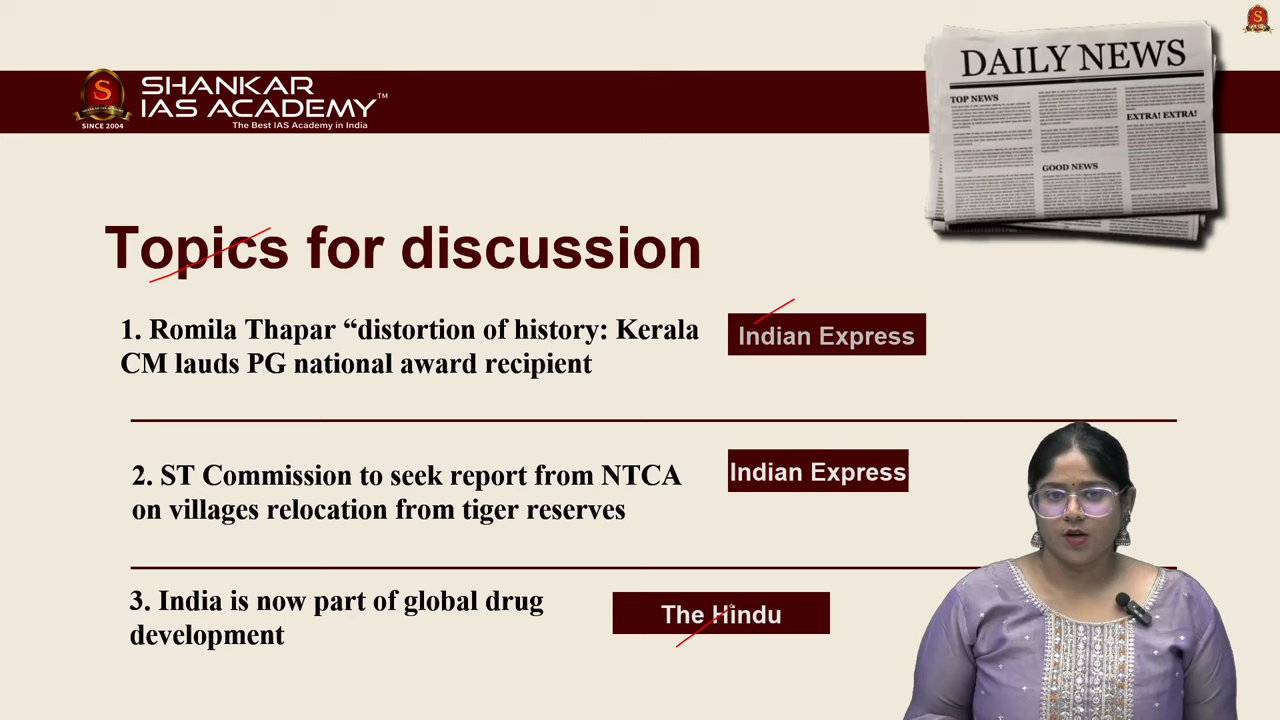 SHANKAR
IAS ACADEMY™
The Best IAS Academy in India
SINCE 2004
DAILY NEWS
TOP NEWS
EXTRA! EXTRA!
GOOD NEWS
Topics for discussion
1. Romila Thapar “distortion of history: Kerala
CM lauds PG national award recipient
Indian Express
2. ST Commission to seek report from NTCA
on villages relocation from tiger reserves
Indian Express
3. India is now part of global drug
development
The Hindu